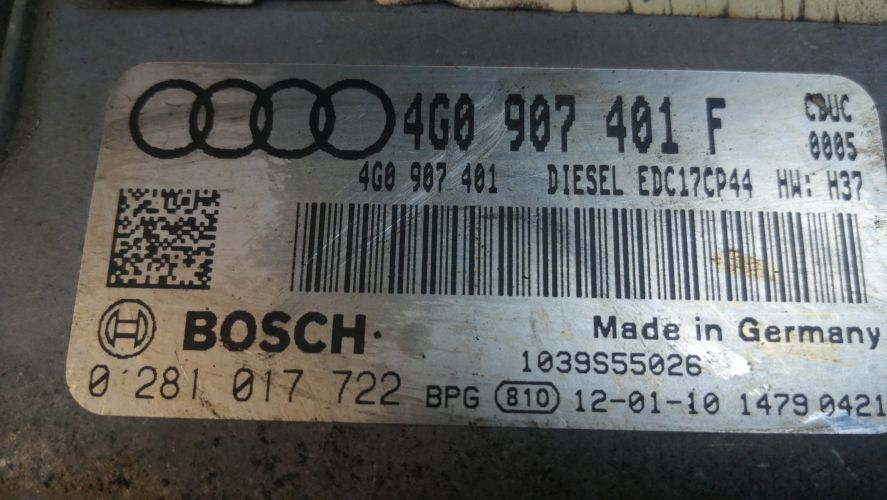 4G0 907 401 F CDUC
0005
4G0 907 401 DIESEL EDC17CP44 HW: H37
BOSCH
Made in Germany
1039S55026
0 281 017 722 BPG 810 12-01-10 1479 0421